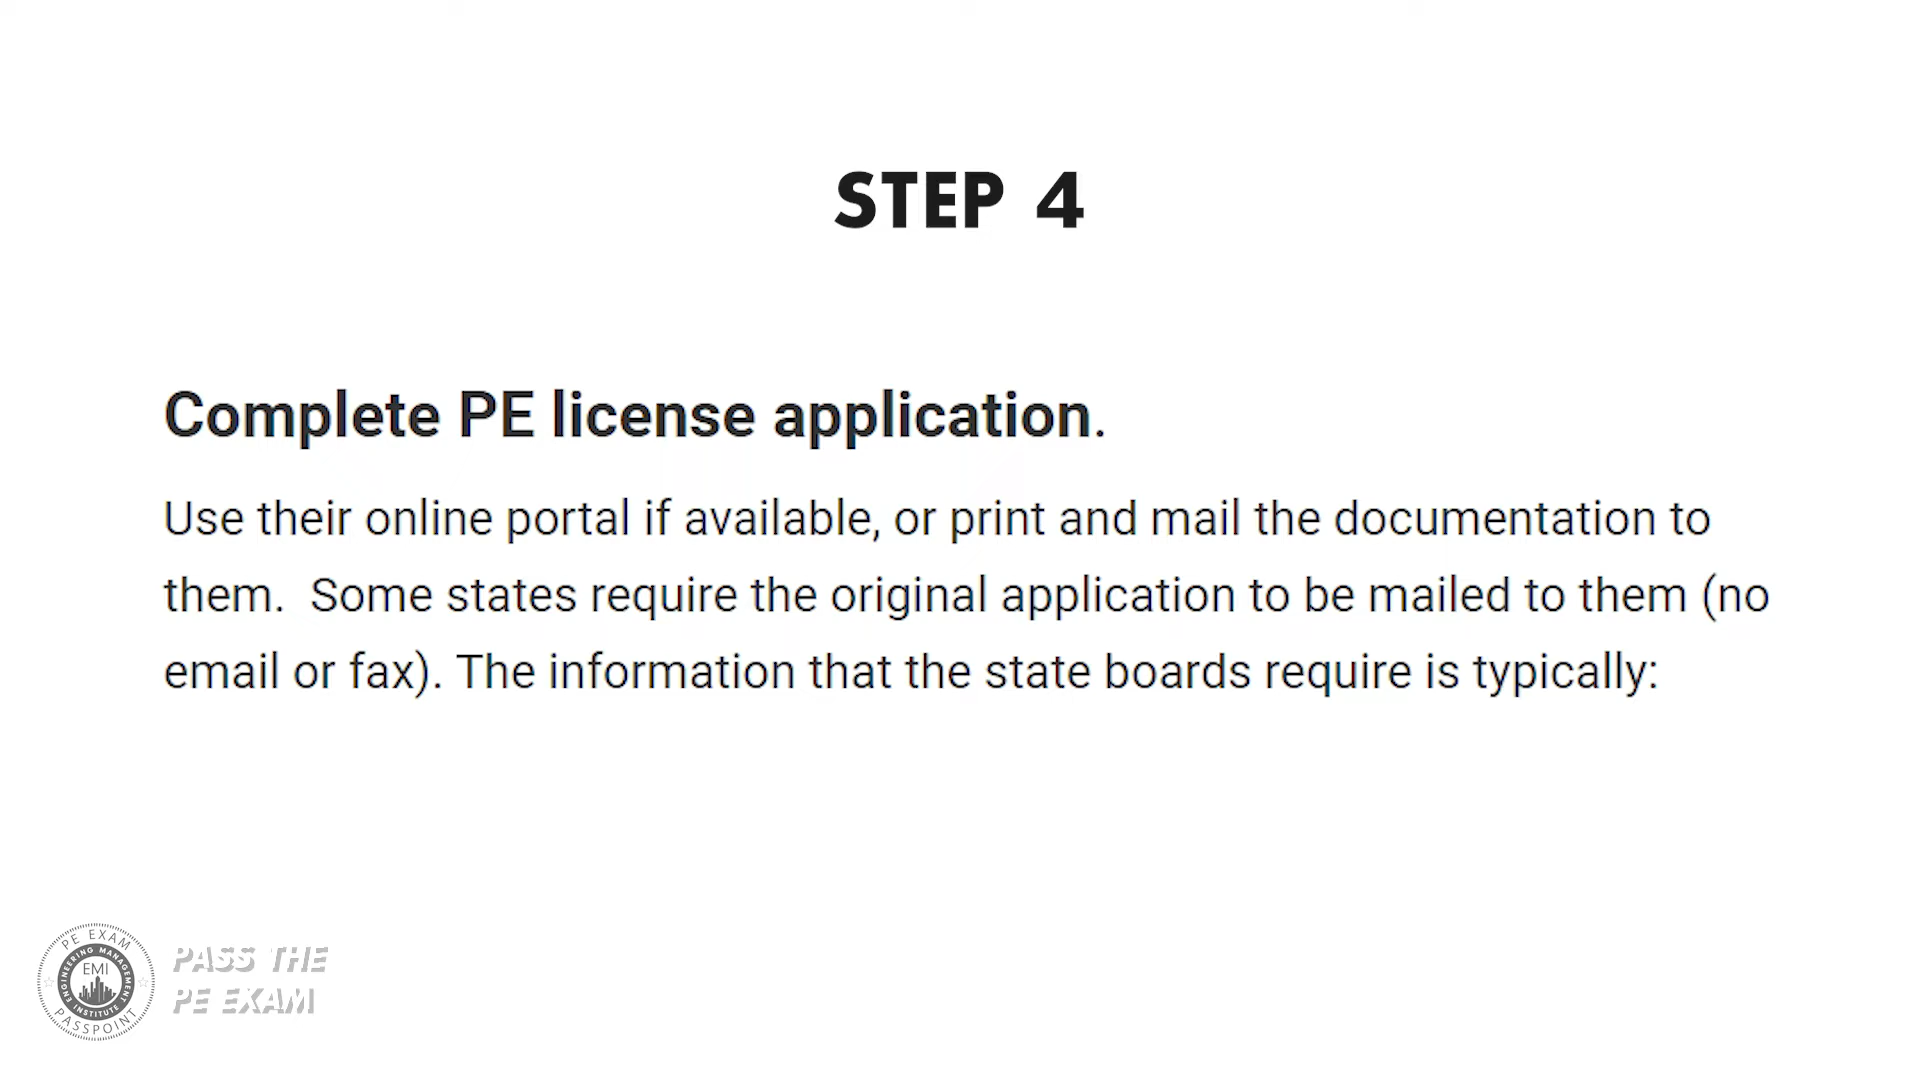 STEP 4
Complete PE license application.
Use their online portal if available, or print and mail the documentation to
them.  Some states require the original application to be mailed to them (no
email or fax). The information that the state boards require is typically:
PE EXAM
ENGINEERING MANAGEMENT
EMI
INSTITUTE
PASSPOINT
PASS THE
PE EXAM